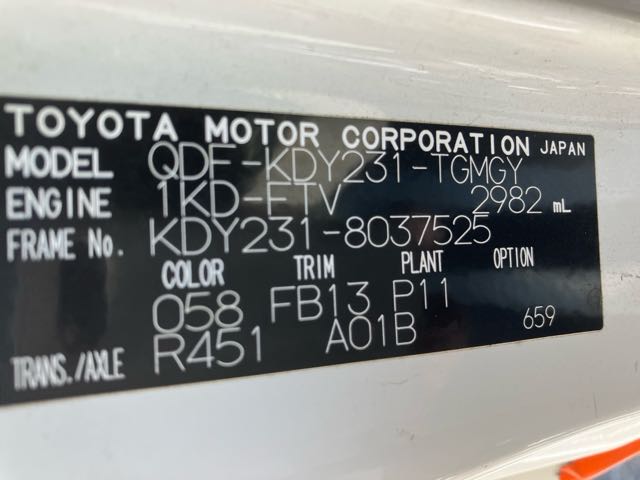 TOYOTA MOTOR CORPORATION JAPAN
MODEL QDF-KDY231-TGMGY
ENGINE 1KD-FTV 2982 mL
FRAME No. KDY231-8037525
COLOR TRIM PLANT OPTION
058 FB13 P11
TRANS./AXLE R451 A01B 659